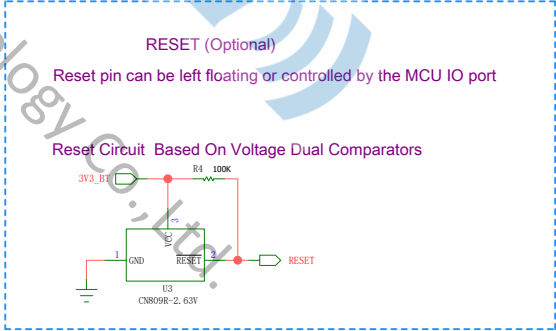 RESET (Optional)
Reset pin can be left floating or controlled by the MCU IO port
Reset Circuit Based On Voltage Dual Comparators
R4 100K
3V3_BT
3
VCC
1 GND RESET 2 RESET
U3
CN809R-2.63V
ology Co., Ltd.